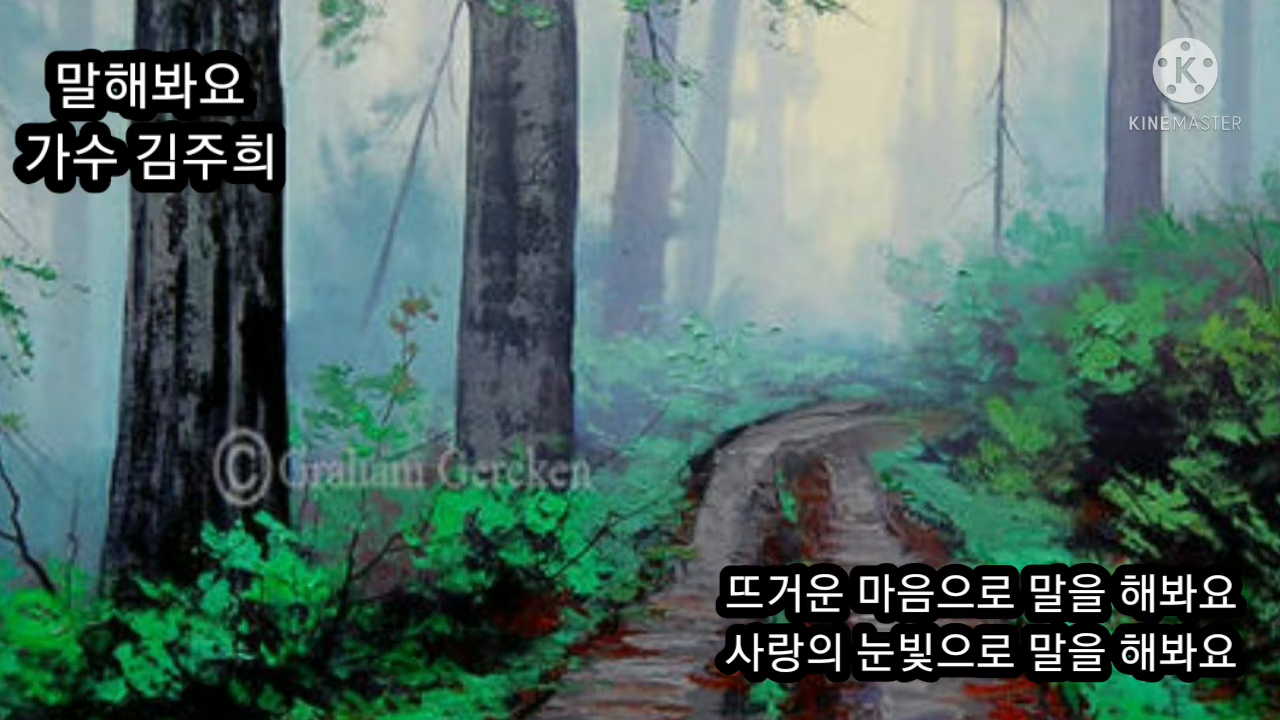 말해봐요
가수 김주희
KINEMASTER
© Graham Gercken
뜨거운 마음으로 말을 해봐요
사랑의 눈빛으로 말을 해봐요